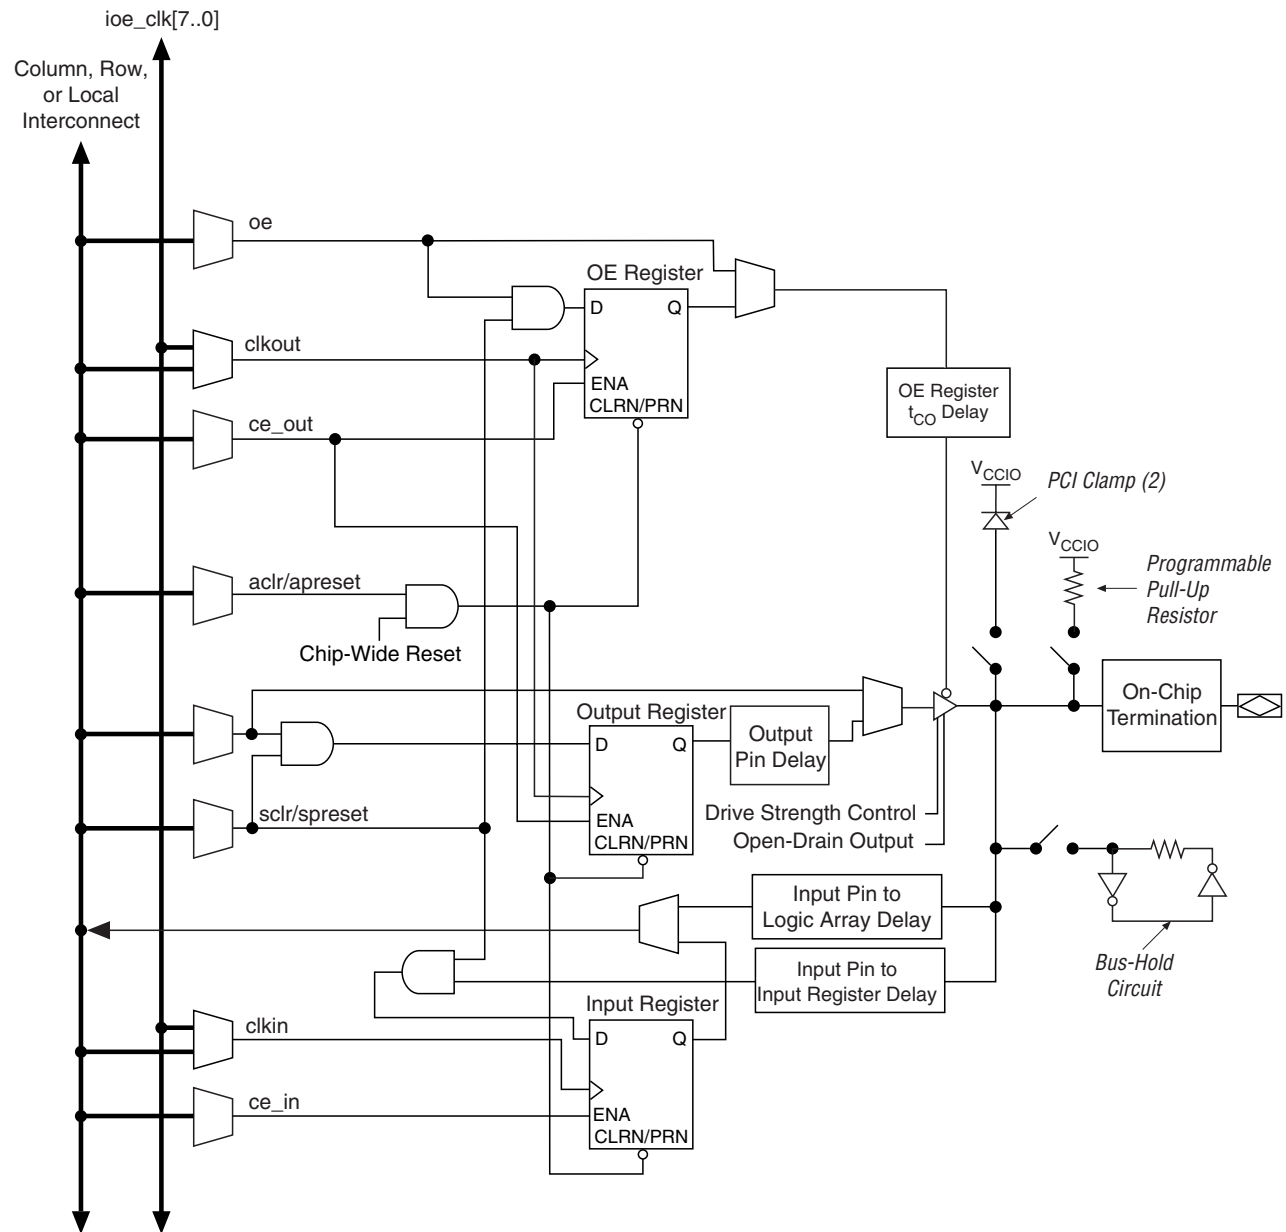 ioe_clk[7..0]
Column, Row,
or Local
Interconnect
oe
OE Register
D
Q
clkout
ENA
CLRN/PRN
OE Register
tCO Delay
ce_out
VCCIO
PCI Clamp (2)
VCCIO
Programmable
Pull-Up
Resistor
aclr/apreset
Chip-Wide Reset
On-Chip
Termination
Output Register
D
Q
Output
Pin Delay
ENA
CLRN/PRN
sclr/spreset
Drive Strength Control
Open-Drain Output
Input Pin to
Logic Array Delay
Input Pin to
Input Register Delay
Bus-Hold
Circuit
Input Register
D
Q
clkin
ENA
CLRN/PRN
ce_in